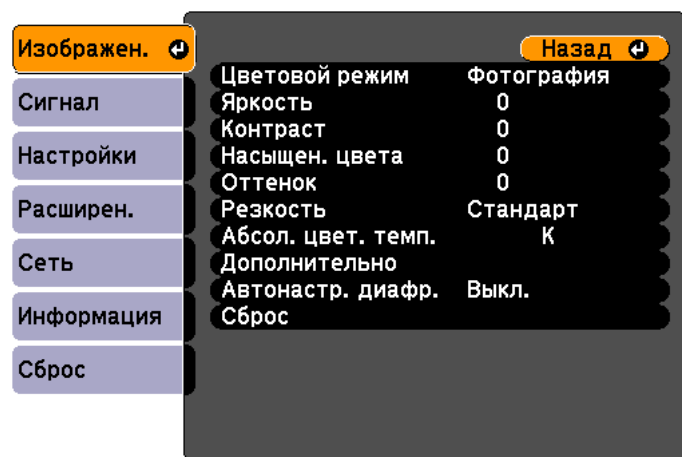 Изображен.
Сигнал
Настройки
Расширен.
Сеть
Информация
Сброс
Назад
Цветовой режим Фотография
Яркость 0
Контраст 0
Насыщен. цвета 0
Оттенок 0
Резкость Стандарт
Абсол. цвет. темп. K
Дополнительно
Автонастр. диафр. Выкл.
Сброс